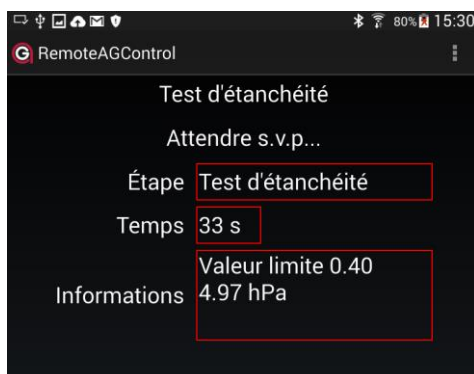 80% 15:30
RemoteAGControl
Test d'étanchéité
Attendre s.v.p...
Étape Test d'étanchéité
Temps 33 s
Informations Valeur limite 0.40
4.97 hPa